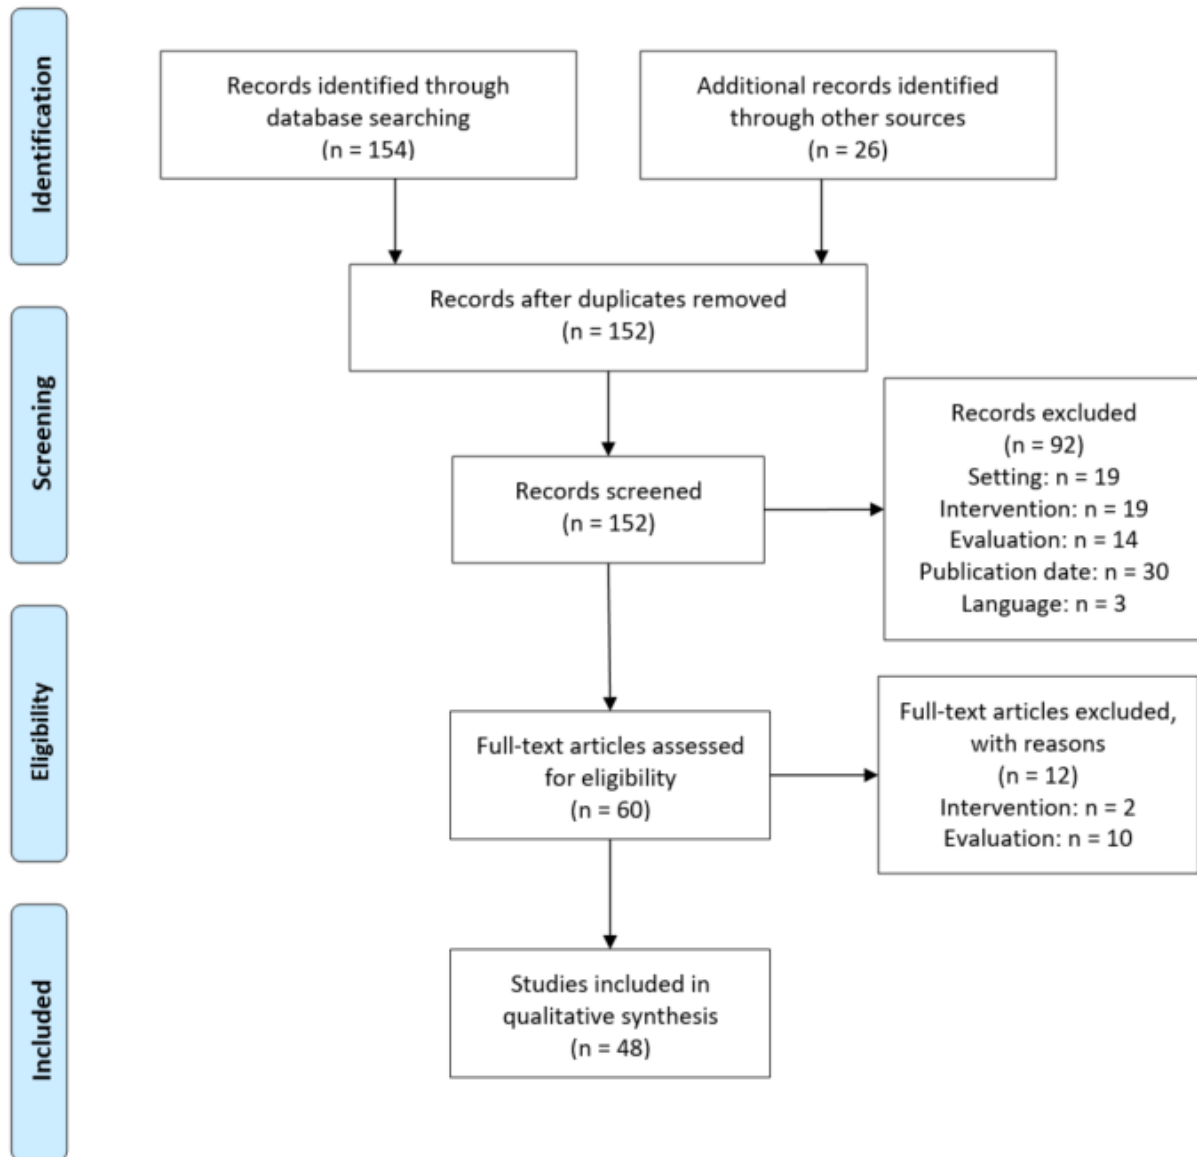 Identification
Records identified through
database searching
(n = 154)
Additional records identified
through other sources
(n = 26)
Records after duplicates removed
(n = 152)
Screening
Records screened
(n = 152)
Records excluded
(n = 92)
Setting: n = 19
Intervention: n = 19
Evaluation: n = 14
Publication date: n = 30
Language: n = 3
Eligibility
Full-text articles assessed
for eligibility
(n = 60)
Full-text articles excluded,
with reasons
(n = 12)
Intervention: n = 2
Evaluation: n = 10
Included
Studies included in
qualitative synthesis
(n = 48)